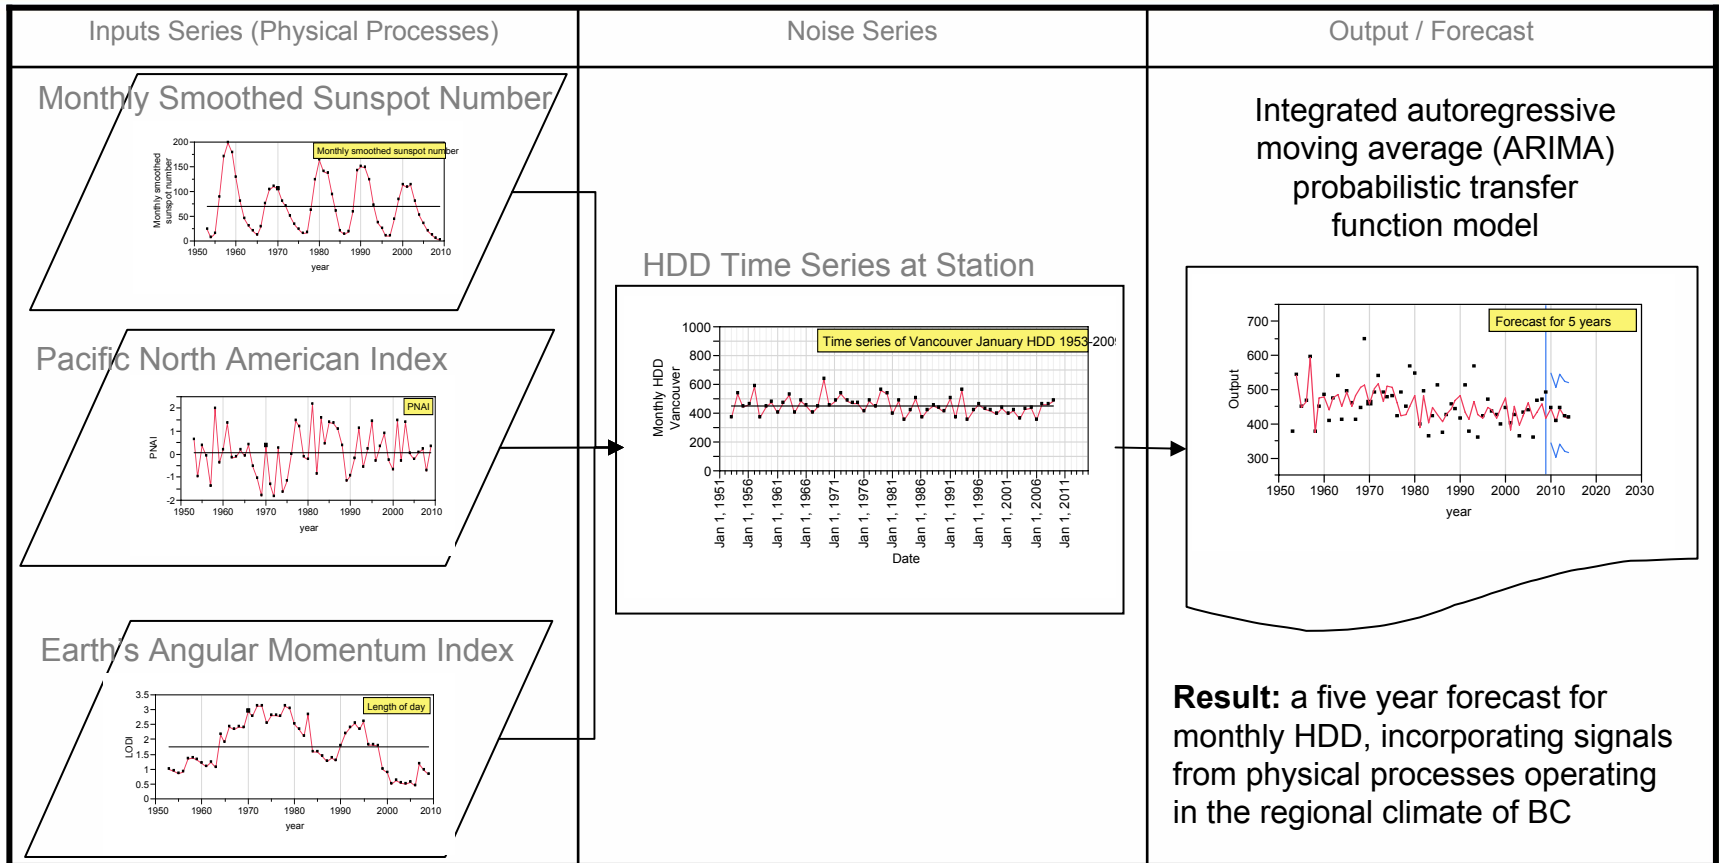 Inputs Series (Physical Processes)
Noise Series
Output / Forecast
Monthly Smoothed Sunspot Number
Monthly smoothed sunspot number
Monthly smoothed
sunspot number
200
150
100
50
0
1950 1960 1970 1980 1990 2000 2010
year
Pacific North American Index
PNAI
PNAI
2
1
0
-1
-2
1950 1960 1970 1980 1990 2000 2010
year
Earth's Angular Momentum Index
Length of day
LODI
3.5
3
2.5
2
1.5
1
0.5
0
1950 1960 1970 1980 1990 2000 2010
year
HDD Time Series at Station
Time series of Vancouver January HDD 1953-2009
Monthly HDD
Vancouver
1000
800
600
400
200
0
Jan 1, 1951
Jan 1, 1956
Jan 1, 1961
Jan 1, 1966
Jan 1, 1971
Jan 1, 1976
Jan 1, 1981
Jan 1, 1986
Jan 1, 1991
Jan 1, 1996
Jan 1, 2001
Jan 1, 2006
Jan 1, 2011
Date
Integrated autoregressive
moving average (ARIMA)
probabilistic transfer
function model
Forecast for 5 years
Output
700
600
500
400
300
1950 1960 1970 1980 1990 2000 2010 2020 2030
year
Result: a five year forecast for
monthly HDD, incorporating signals
from physical processes operating
in the regional climate of BC